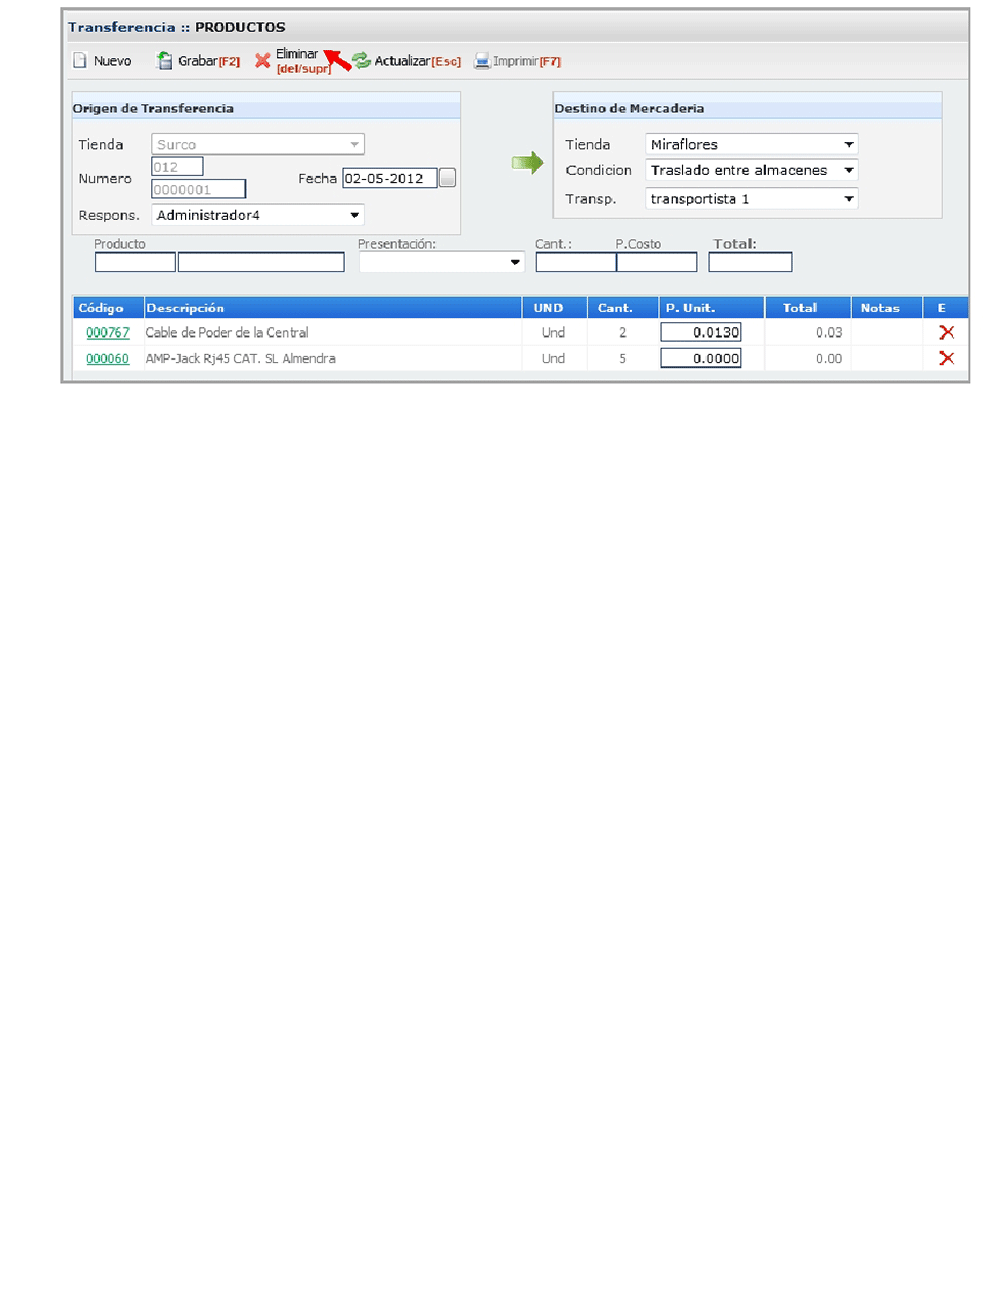 Transferencia :: PRODUCTOS
Nuevo Grabar[F2] Eliminar [del/supr] Actualizar[Esc] Imprimir[F7]
Origen de Transferencia
Tienda Surco
Numero 012
0000001
Fecha 02-05-2012
Respons. Administrador4
Destino de Mercaderia
Tienda Miraflores
Condicion Traslado entre almacenes
Transp. transportista 1
Producto Presentación: Cant.: P.Costo Total:
Código Descripción UND Cant. P. Unit. Total Notas E
000767 Cable de Poder de la Central Und 2 0.0130 0.03
000060 AMP-Jack Rj45 CAT. SL Almendra Und 5 0.0000 0.00